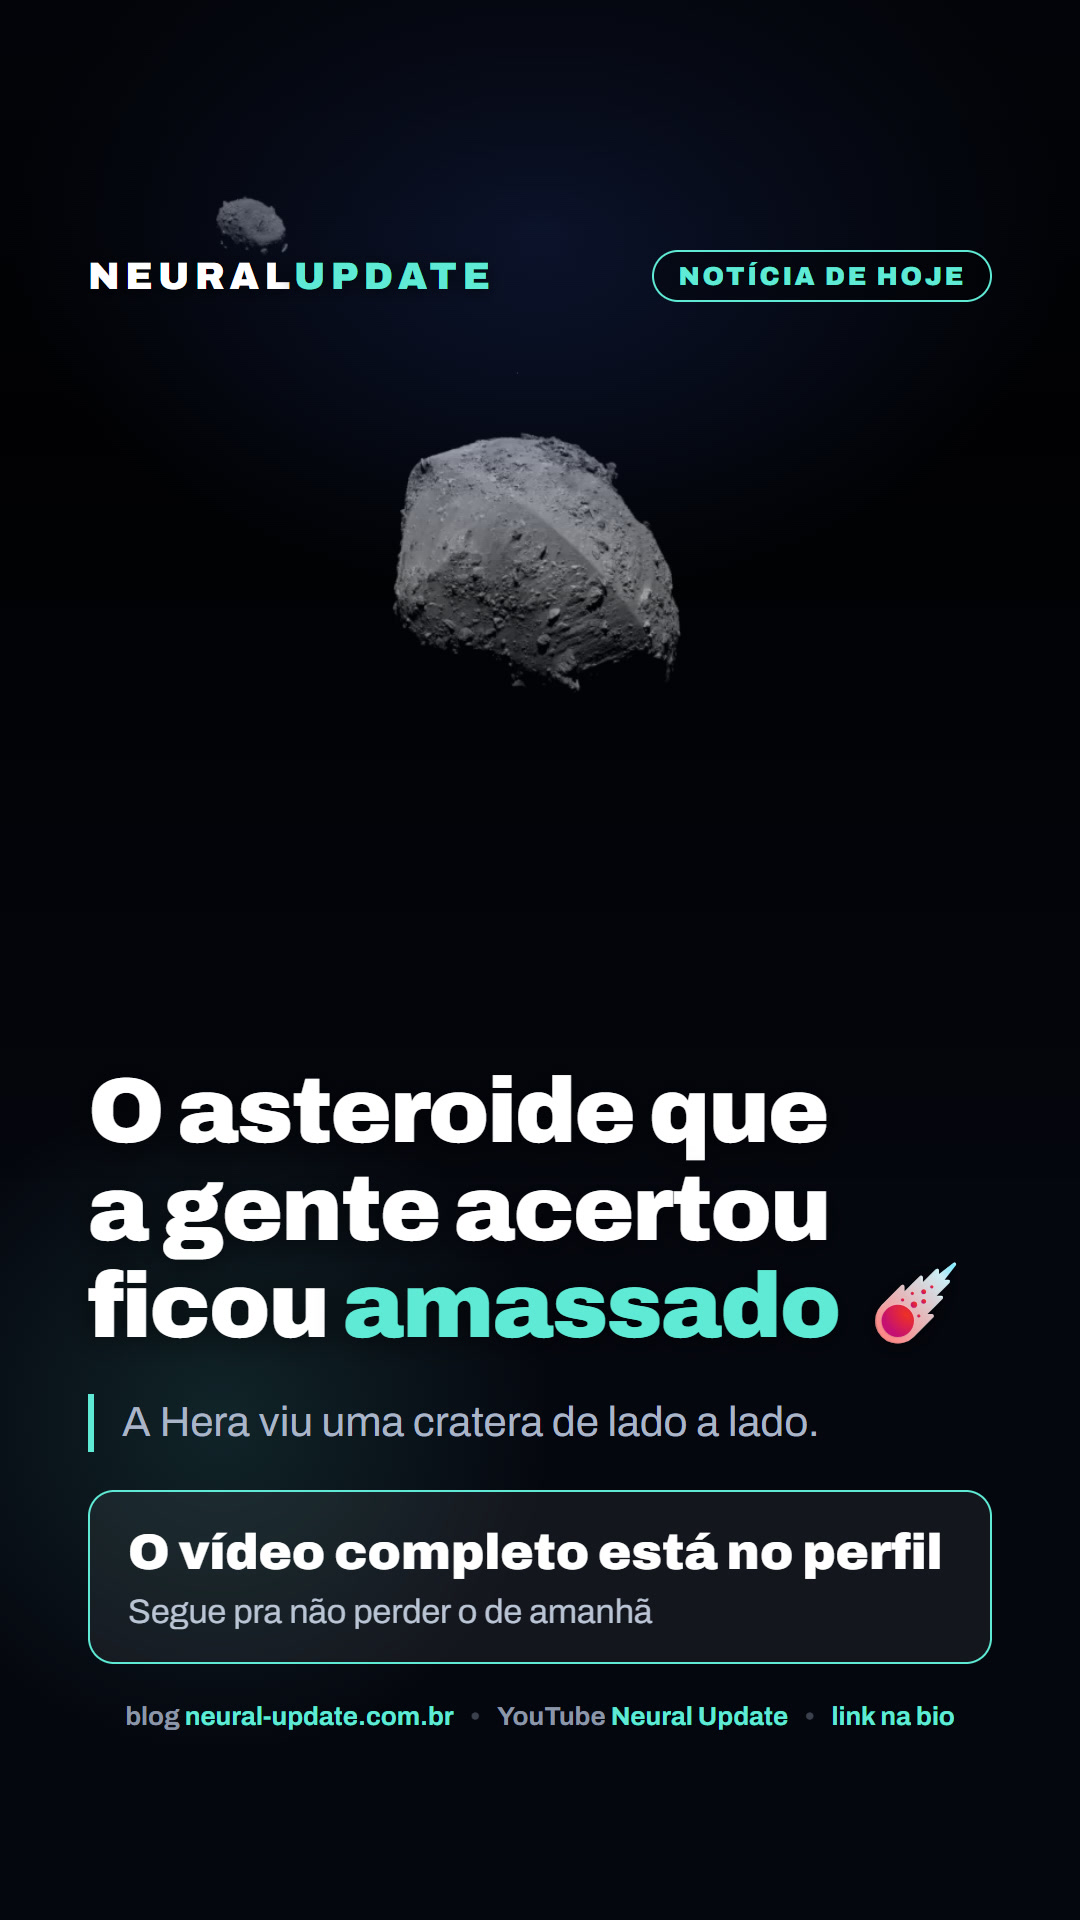 NEURALUPDATE
NOTÍCIA DE HOJE
O asteroide que
a gente acertou
ficou amassado ☄️
A Hera viu uma cratera de lado a lado.
O vídeo completo está no perfil
Segue pra não perder o de amanhã
blog neural-update.com.br • YouTube Neural Update • link na bio